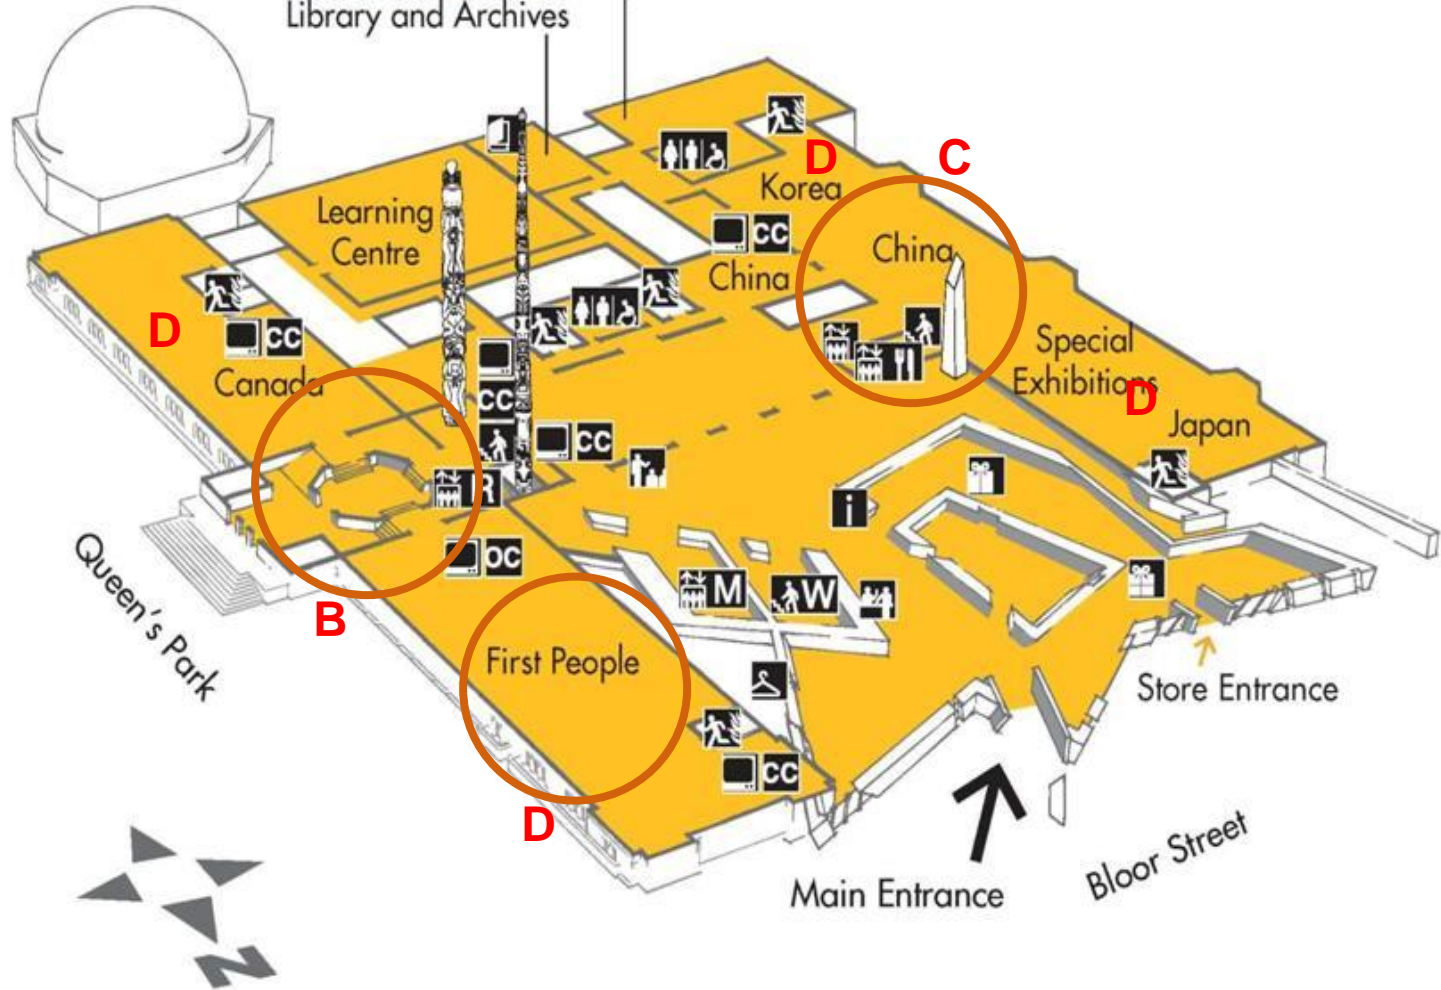 Library and Archives
D
C
Korea
Learning
Centre
CC
China
China
D
CC
Special
Exhibitions
D
Canada
CC
Japan
CC
R
i
Queen's Park
OC
M
W
B
First People
Store Entrance
CC
D
Main Entrance
Bloor Street
N